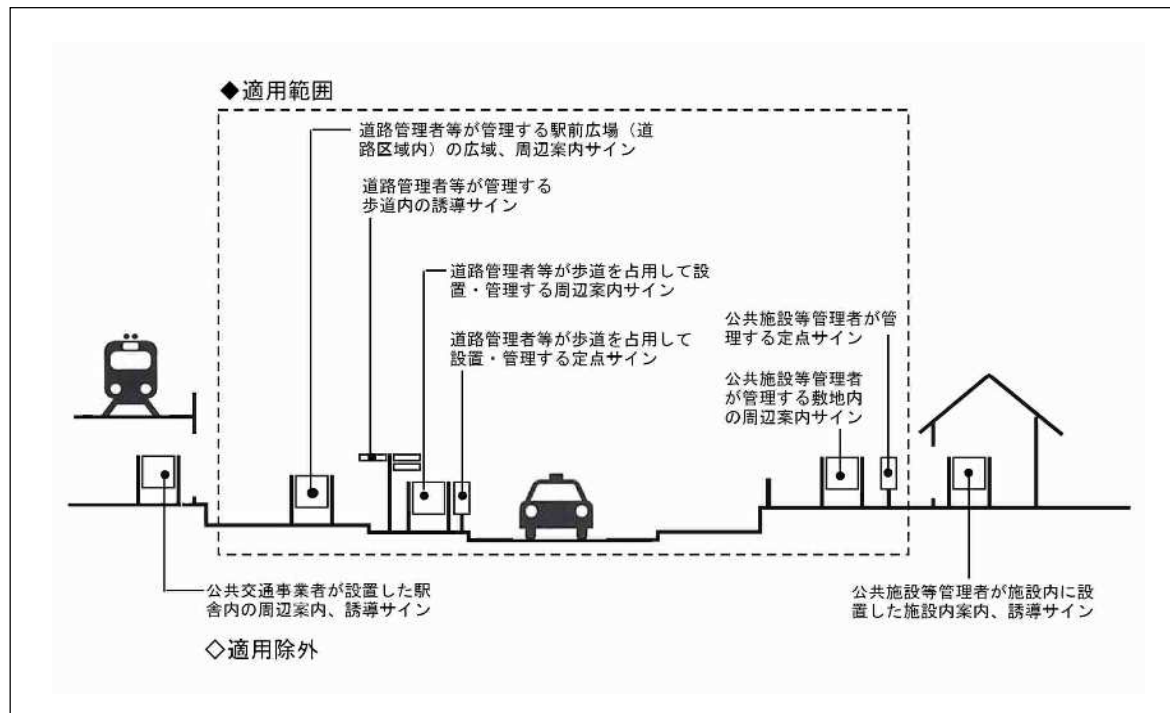 ◆適用範囲
道路管理者等が管理する駅前広場（道
路区域内）の広域、周辺案内サイン
道路管理者等が管理する
歩道内の誘導サイン
道路管理者等が歩道を占用して設
置・管理する周辺案内サイン
道路管理者等が歩道を占用して
設置・管理する定点サイン
公共施設等管理者が管
理する定点サイン
公共施設等管理者
が管理する敷地内
の周辺案内サイン
公共交通事業者が設置した駅
舎内の周辺案内、誘導サイン
公共施設等管理者が施設内に設
置した施設内案内、誘導サイン
◇適用除外